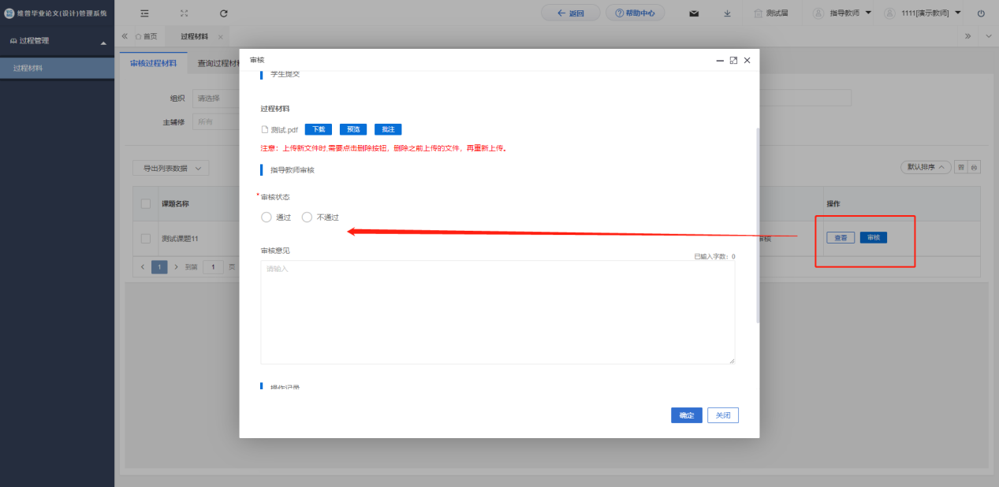 维普毕业论文(设计)管理系统
返回
帮助中心
测试届
指导教师
1111[演示教师]
过程管理
过程材料
首页
过程材料
审核过程材料
查询过程材料
组织
请选择
主辅修
所有
导出列表数据
默认排序
课题名称
操作
测试课题11
审核
查看
审核
1
到第
1
页
审核
学生提交
过程材料
测试.pdf
下载
预览
批注
注意：上传新文件时,需要点击删除按钮，删除之前上传的文件，再重新上传。
指导教师审核
*审核状态
通过
不通过
审核意见
已输入字数：0
请输入
操作记录
确定
关闭